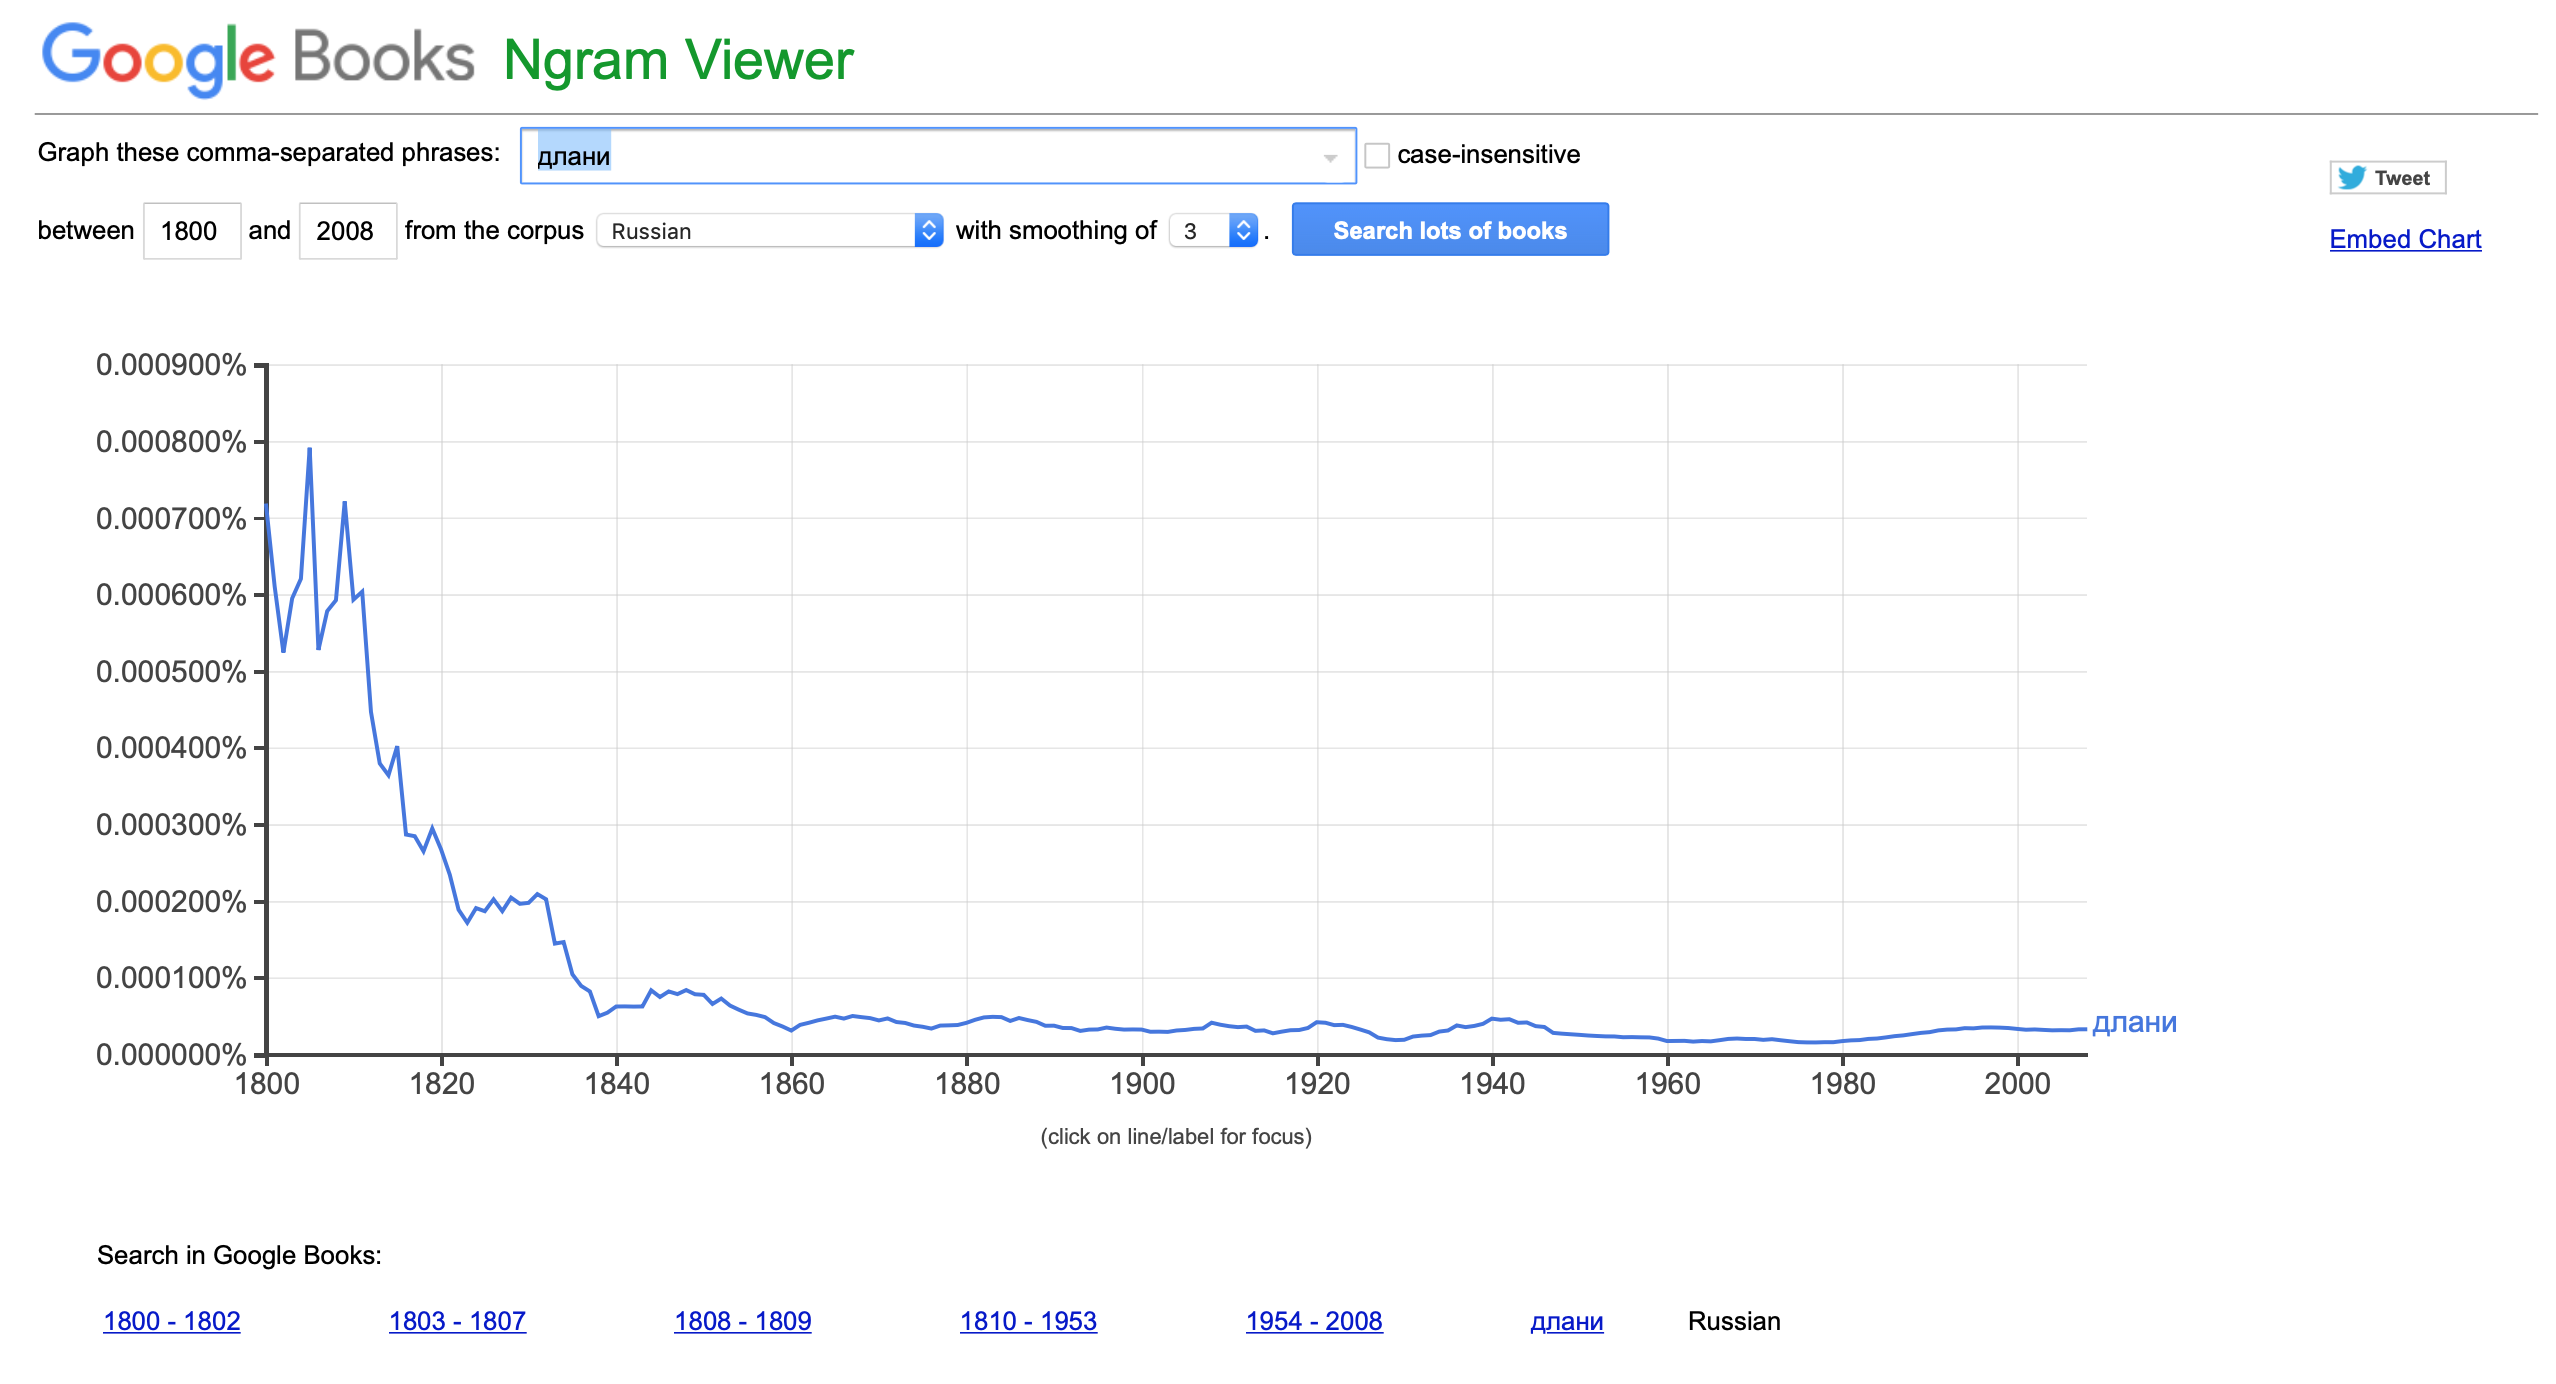 Google Books Ngram Viewer
Graph these comma-separated phrases: длани case-insensitive
Tweet
between 1800 and 2008 from the corpus Russian with smoothing of 3 . Search lots of books
Embed Chart
0.000900%
0.000800%
0.000700%
0.000600%
0.000500%
0.000400%
0.000300%
0.000200%
0.000100%
0.000000%
длани
1800 1820 1840 1860 1880 1900 1920 1940 1960 1980 2000
(click on line/label for focus)
Search in Google Books:
1800 - 1802 1803 - 1807 1808 - 1809 1810 - 1953 1954 - 2008 длани Russian